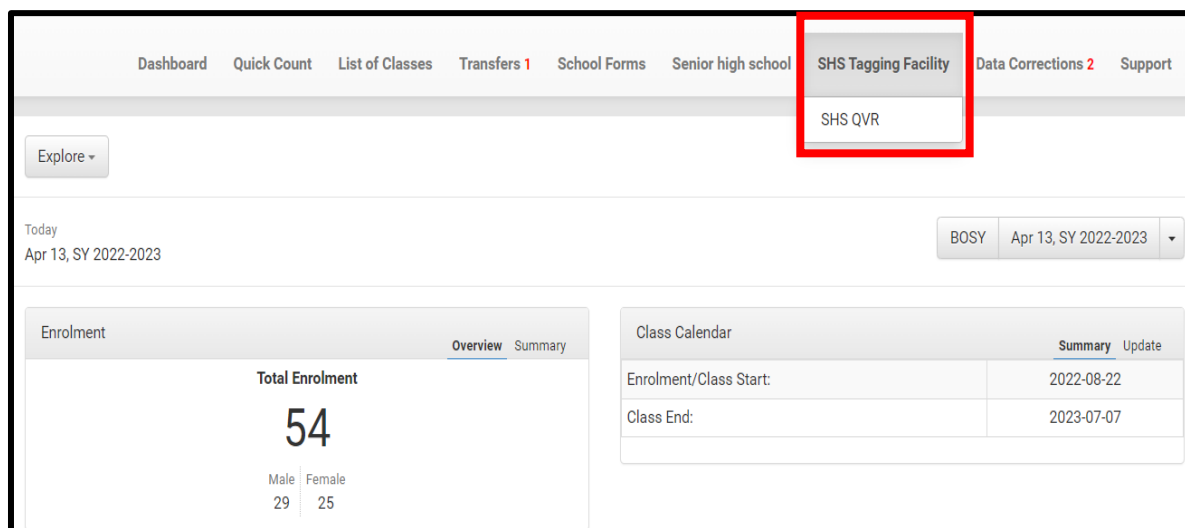 Dashboard Quick Count List of Classes Transfers 1 School Forms Senior high school SHS Tagging Facility Data Corrections 2 Support
SHS QVR
Explore
Today
Apr 13, SY 2022-2023
BOSY Apr 13, SY 2022-2023
Enrolment Overview Summary
Total Enrolment
54
Male Female
29 25
Class Calendar Summary Update
Enrolment/Class Start: 2022-08-22
Class End: 2023-07-07